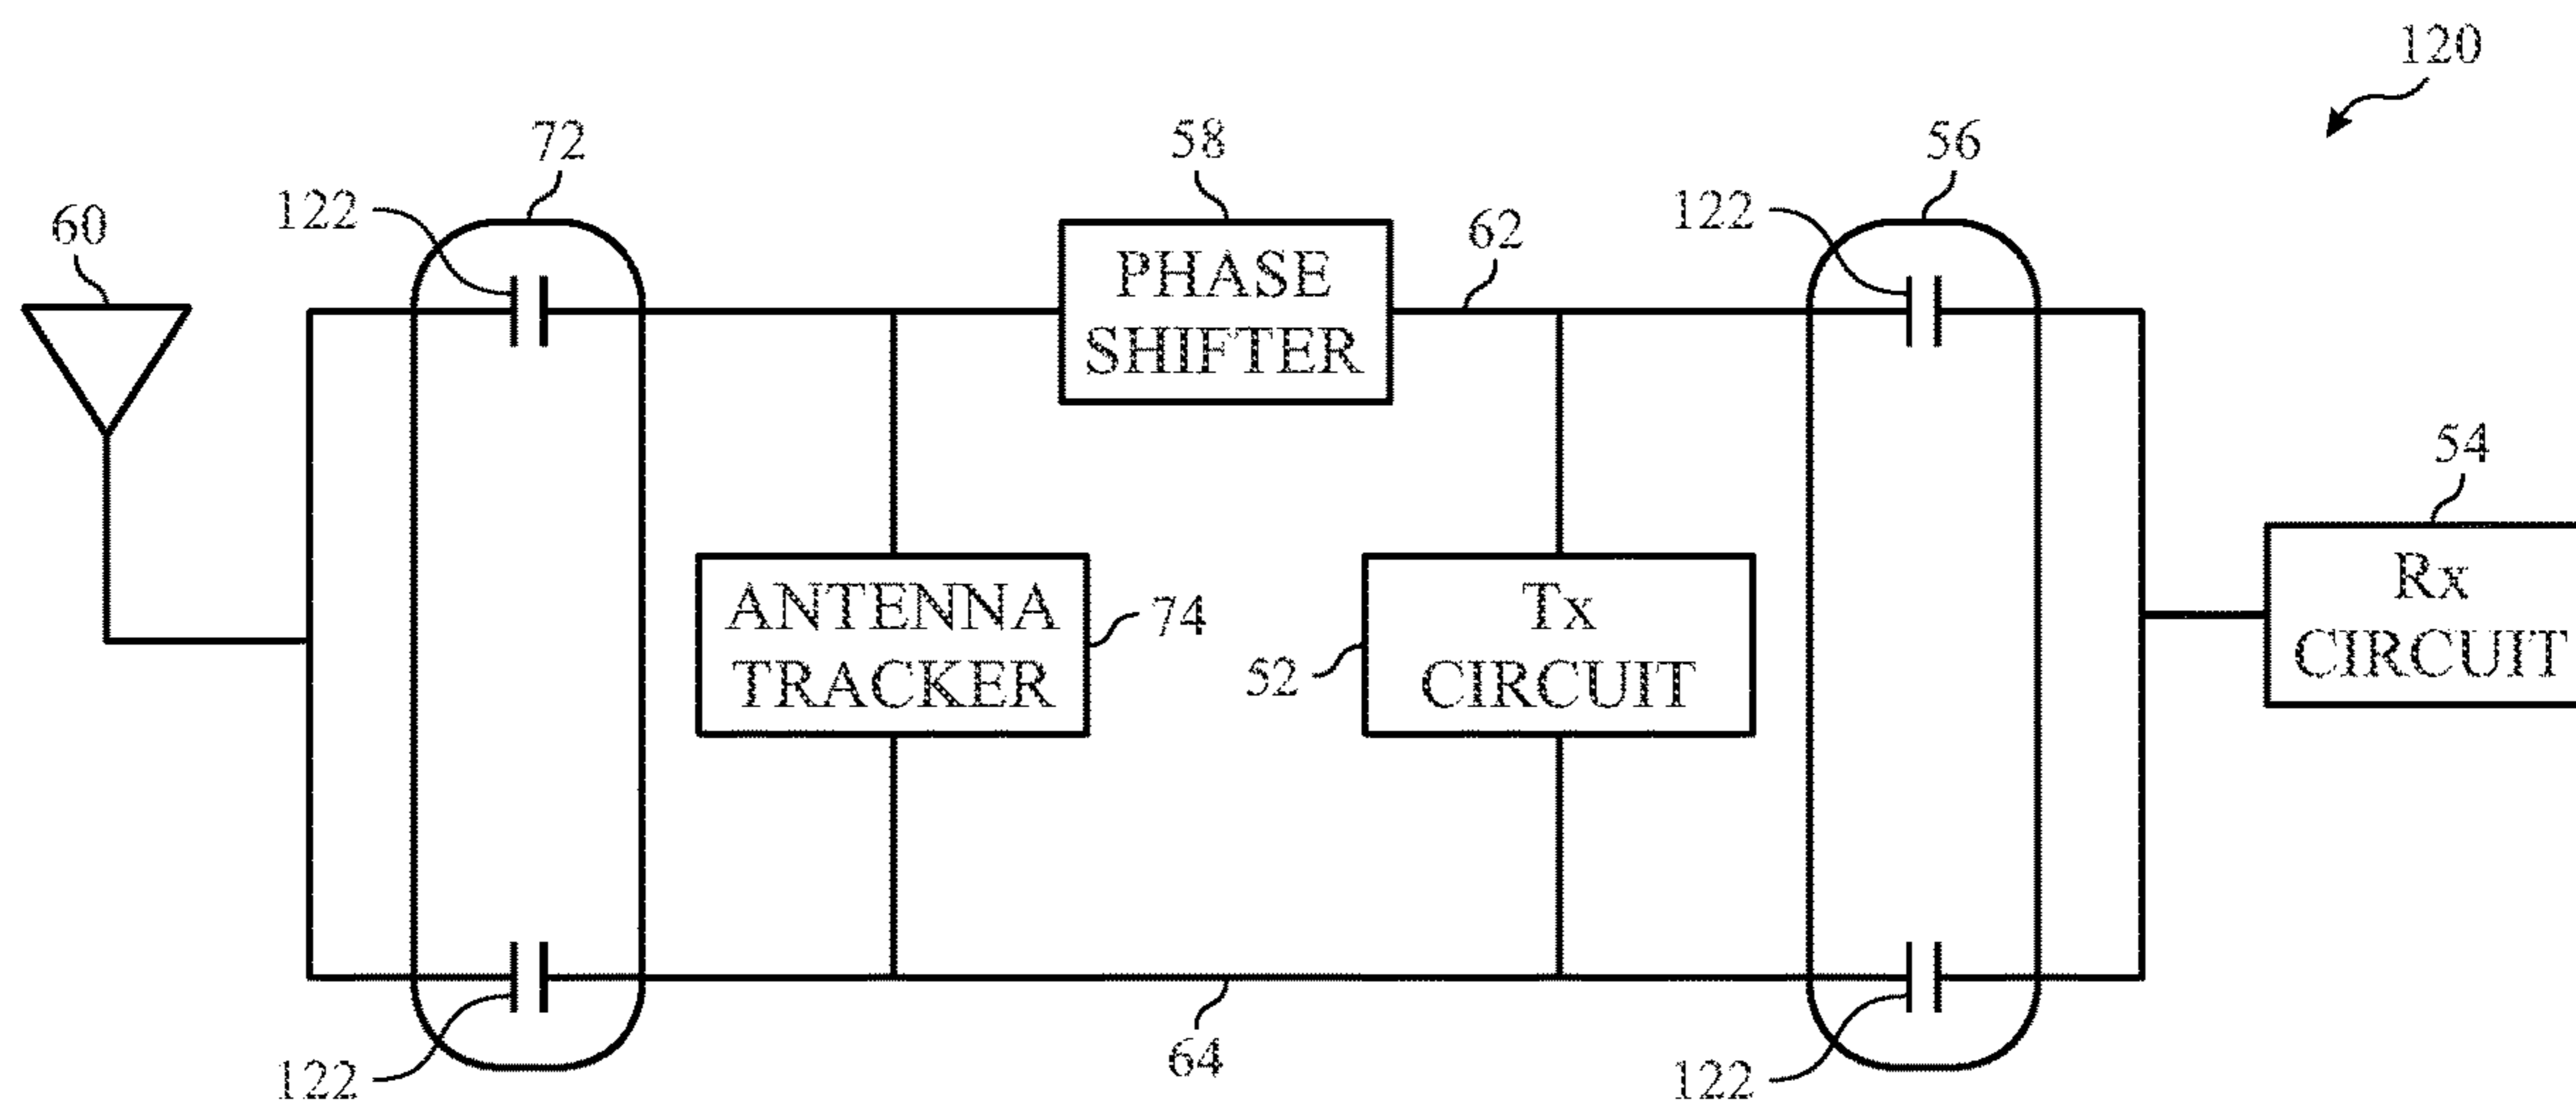 120
72
58
56
122
122
60
62
PHASE
SHIFTER
54
ANTENNA
TRACKER
74
Tx
CIRCUIT
52
Rx
CIRCUIT
64
122
122